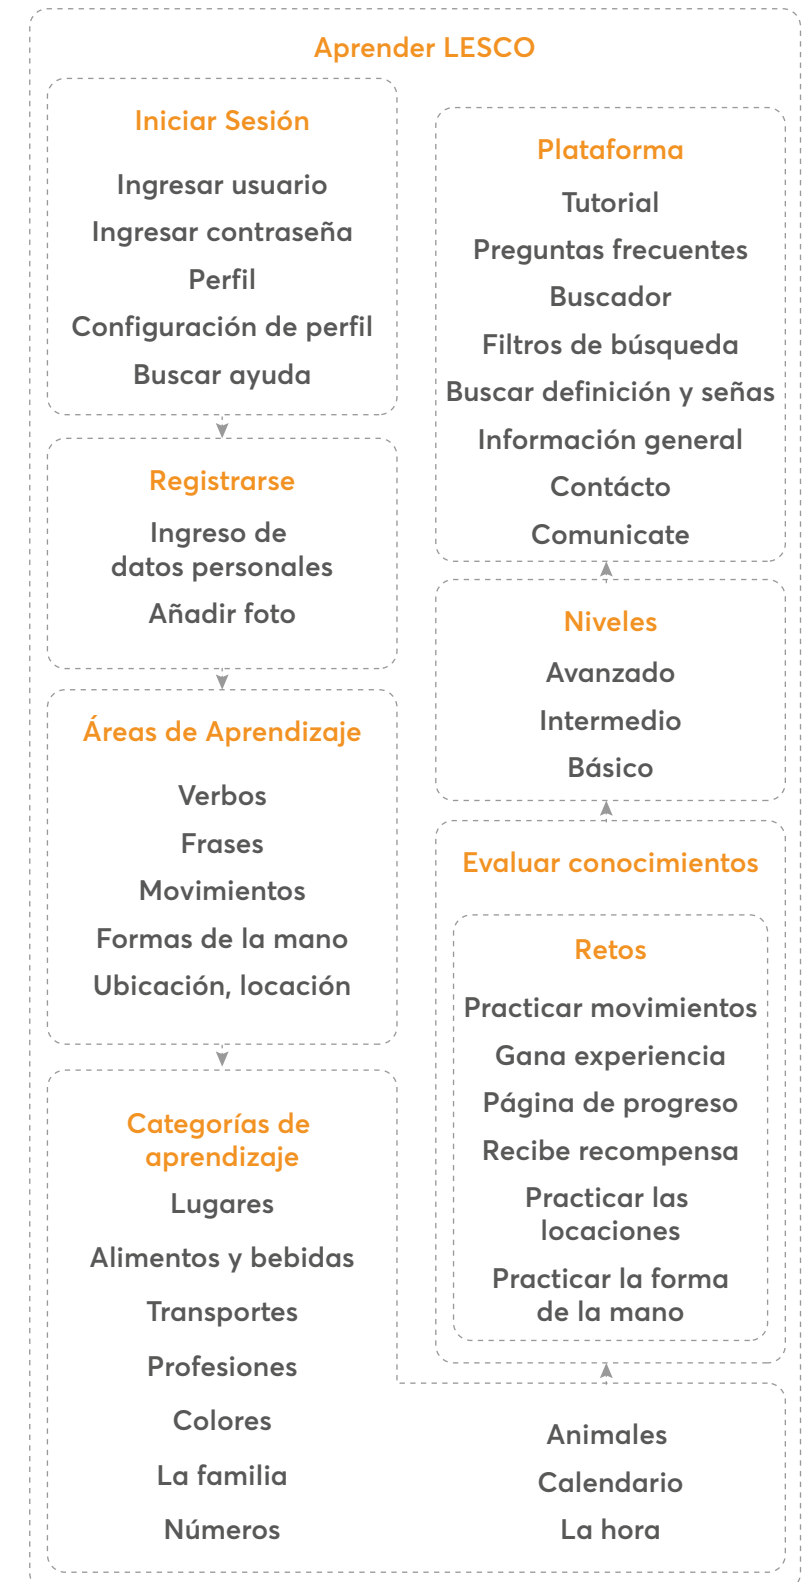 Aprender LESCO
Iniciar Sesión
Ingresar usuario
Ingresar contraseña
Perfil
Configuración de perfil
Buscar ayuda
Registrarse
Ingreso de
datos personales
Añadir foto
Áreas de Aprendizaje
Verbos
Frases
Movimientos
Formas de la mano
Ubicación, locación
Categorías de
aprendizaje
Lugares
Alimentos y bebidas
Transportes
Profesiones
Colores
La familia
Números
Animales
Calendario
La hora
Evaluar conocimientos
Retos
Practicar movimientos
Gana experiencia
Página de progreso
Recibe recompensa
Practicar las
locaciones
Practicar la forma
de la mano
Niveles
Avanzado
Intermedio
Básico
Plataforma
Tutorial
Preguntas frecuentes
Buscador
Filtros de búsqueda
Buscar definición y señas
Información general
Contácto
Comunicate